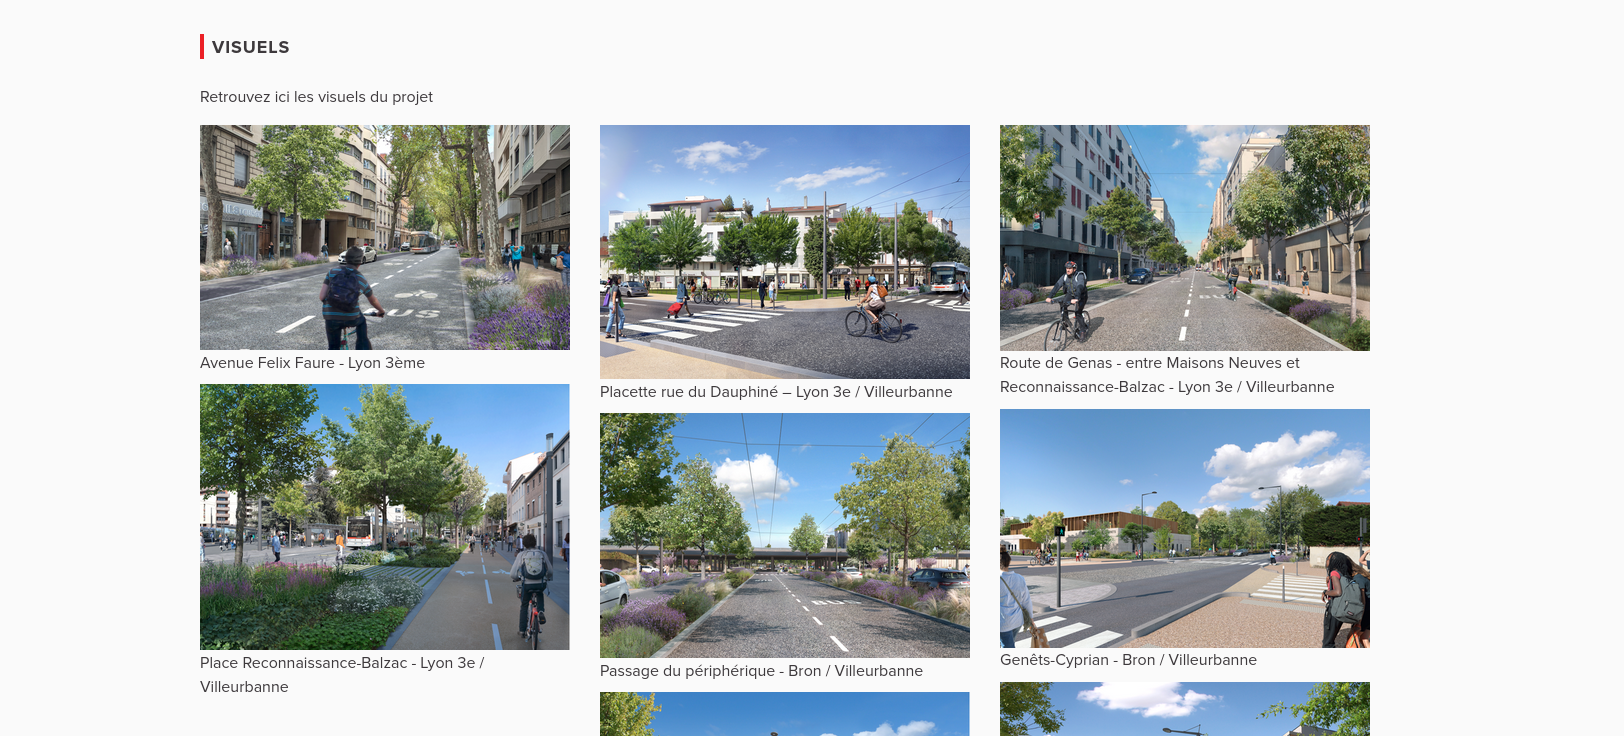 VISUELS
Retrouvez ici les visuels du projet
BUS
Avenue Felix Faure - Lyon 3ème
Placette rue du Dauphiné – Lyon 3e / Villeurbanne
Route de Genas - entre Maisons Neuves et
Reconnaissance-Balzac - Lyon 3e / Villeurbanne
Place Reconnaissance-Balzac - Lyon 3e /
Villeurbanne
Passage du périphérique - Bron / Villeurbanne
Genêts-Cyprian - Bron / Villeurbanne